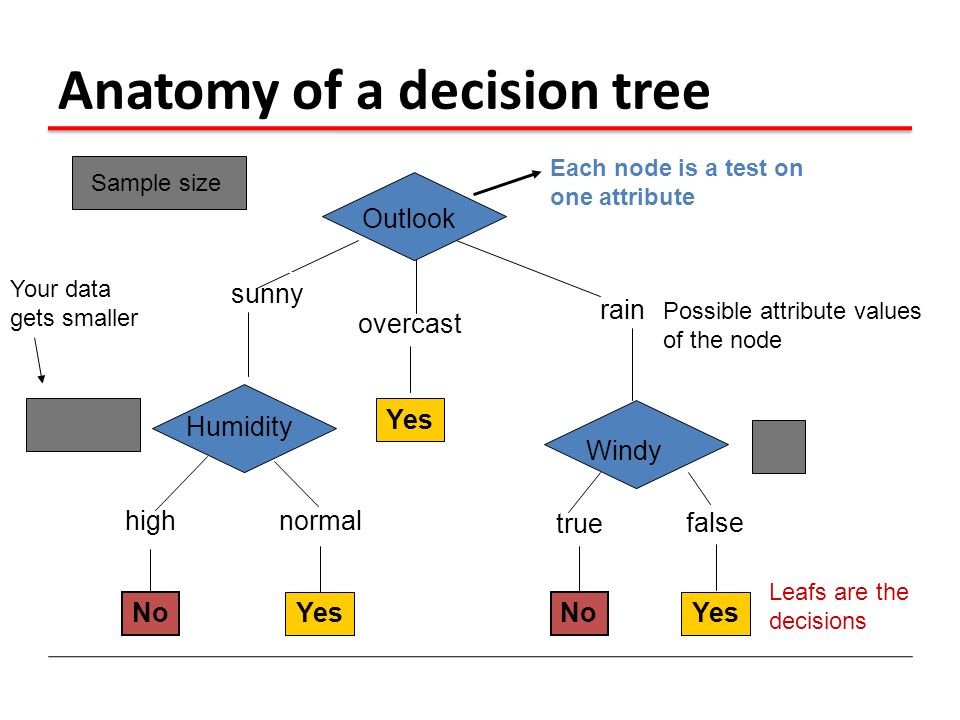 Anatomy of a decision tree
Sample size
Each node is a test on
one attribute
Outlook
Your data
gets smaller
sunny
overcast
rain
Possible attribute values
of the node
Humidity
Yes
Windy
high
normal
true
false
No
Yes
No
Yes
Leafs are the
decisions